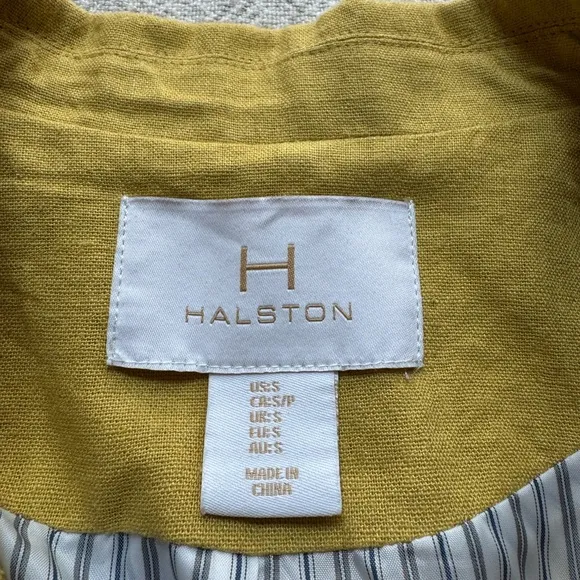 H
HALSTON
US:S
CA:S/P
UK:S
EU:S
AU:S
MADE IN
CHINA